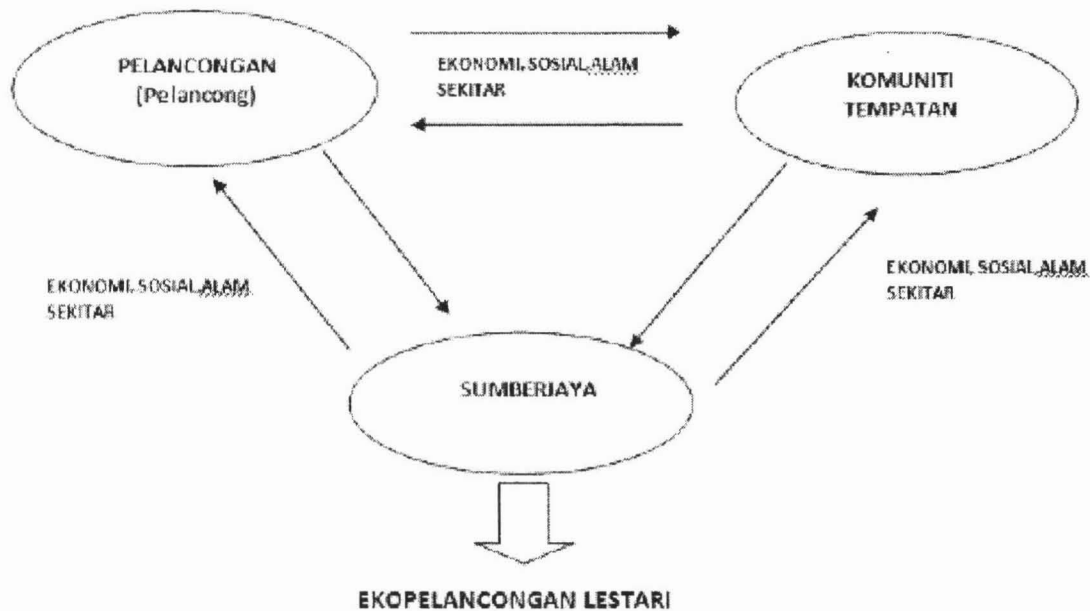 PELANCONGAN
(Pelancong)
EKONOMI, SOSIAL,ALAM
SEKITAR
KOMUNITI
TEMPATAN
EKONOMI, SOSIAL,ALAM
SEKITAR
EKONOMI, SOSIAL,ALAM
SEKITAR
SUMBERJAYA
EKOPELANCONGAN LESTARI